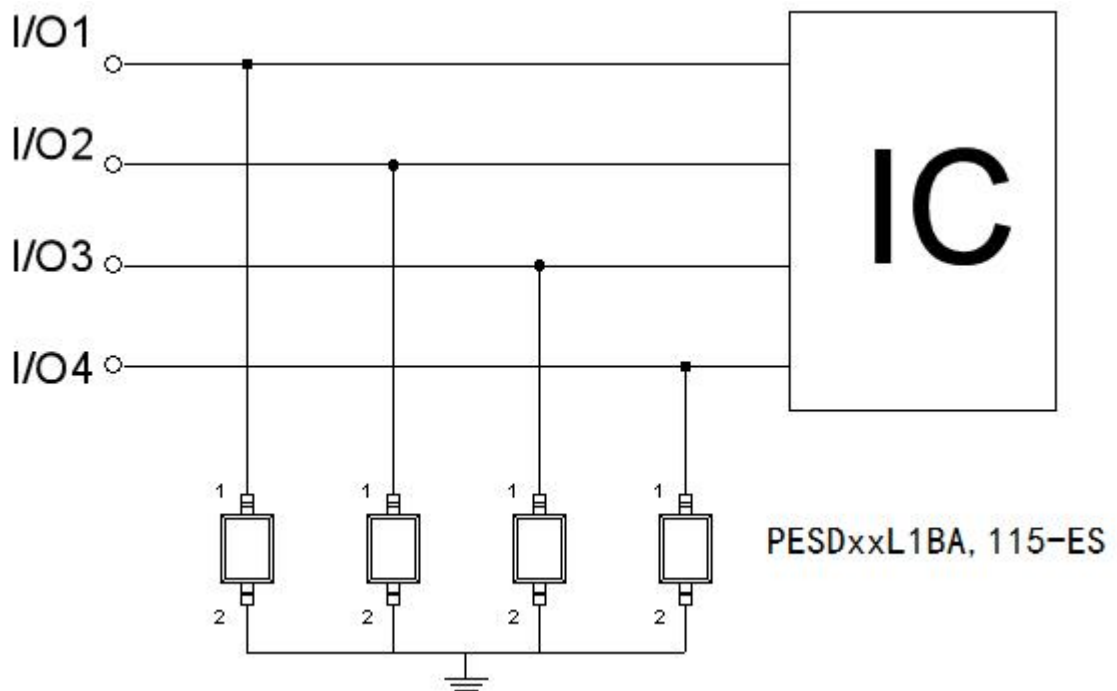 I/O1
I/O2
I/O3
I/O4
IC
1 1 1 1
PESDxxL1BA, 115-ES
2 2 2 2